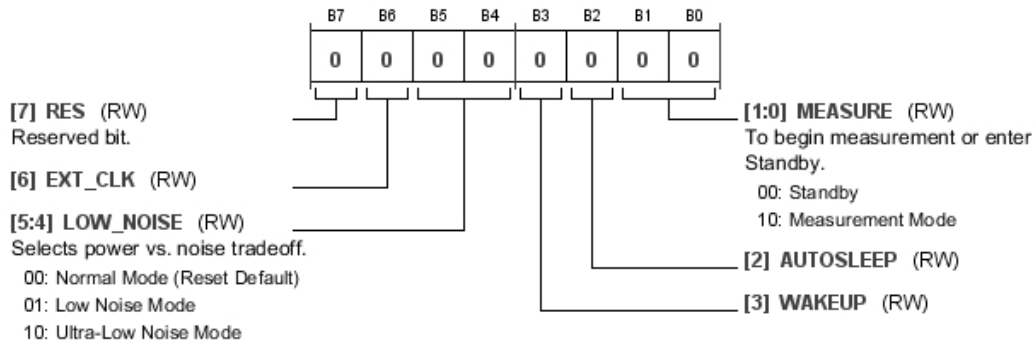 B7 B6 B5 B4 B3 B2 B1 B0
0 0 0 0 0 0 0 0
[7] RES (RW)
Reserved bit.
[6] EXT_CLK (RW)
[5:4] LOW_NOISE (RW)
Selects power vs. noise tradeoff.
00: Normal Mode (Reset Default)
01: Low Noise Mode
10: Ultra-Low Noise Mode
[1:0] MEASURE (RW)
To begin measurement or enter
Standby.
00: Standby
10: Measurement Mode
[2] AUTOSLEEP (RW)
[3] WAKEUP (RW)